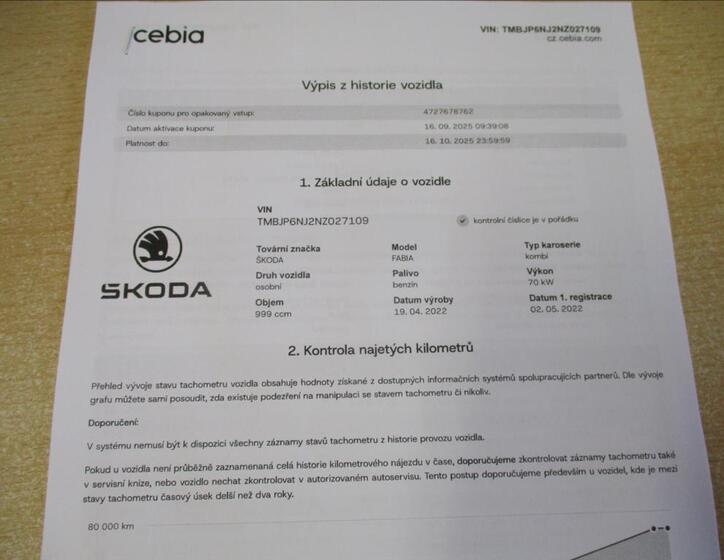 cebia
VIN: TMBJP6NJ2NZ027109
cz.cebia.com
Výpis z historie vozidla
Číslo kuponu pro opakovaný vstup: 4727678762
Datum aktivace kuponu: 16. 09. 2025 09:39:08
Platnost do: 16. 10. 2025 23:59:59
1. Základní údaje o vozidle
VIN
TMBJP6NJ2NZ027109 kontrolní číslice je v pořádku
Tovární značka Model Typ karoserie
ŠKODA FABIA kombi
Druh vozidla Palivo Výkon
osobní benzin 70 kW
Objem Datum výroby Datum 1. registrace
999 ccm 19. 04. 2022 02. 05. 2022
ŠKODA
2. Kontrola najetých kilometrů
Přehled vývoje stavu tachometru vozidla obsahuje hodnoty získané z dostupných informačních systémů spolupracujících partnerů. Dle vývoje
grafu můžete sami posoudit, zda existuje podezření na manipulaci se stavem tachometru či nikoliv.
Doporučení:
V systému nemusí být k dispozici všechny záznamy stavů tachometru z historie provozu vozidla.
Pokud u vozidla není průběžně zaznamenaná celá historie kilometrového nájezdu v čase, doporučujeme zkontrolovat záznamy tachometru také
v servisní knize, nebo vozidlo nechat zkontrolovat v autorizovaném autoservisu. Tento postup doporučujeme především u vozidel, kde je mezi
stavy tachometru časový úsek delší než dva roky.
80 000 km